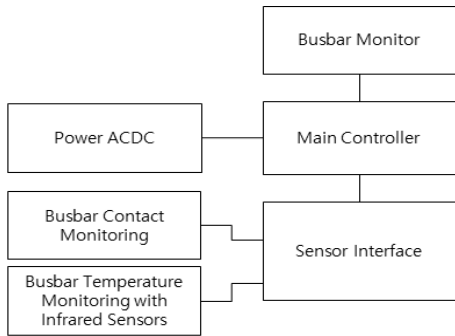 Busbar Monitor
Power ACDC
Main Controller
Busbar Contact
Monitoring
Sensor Interface
Busbar Temperature
Monitoring with
Infrared Sensors